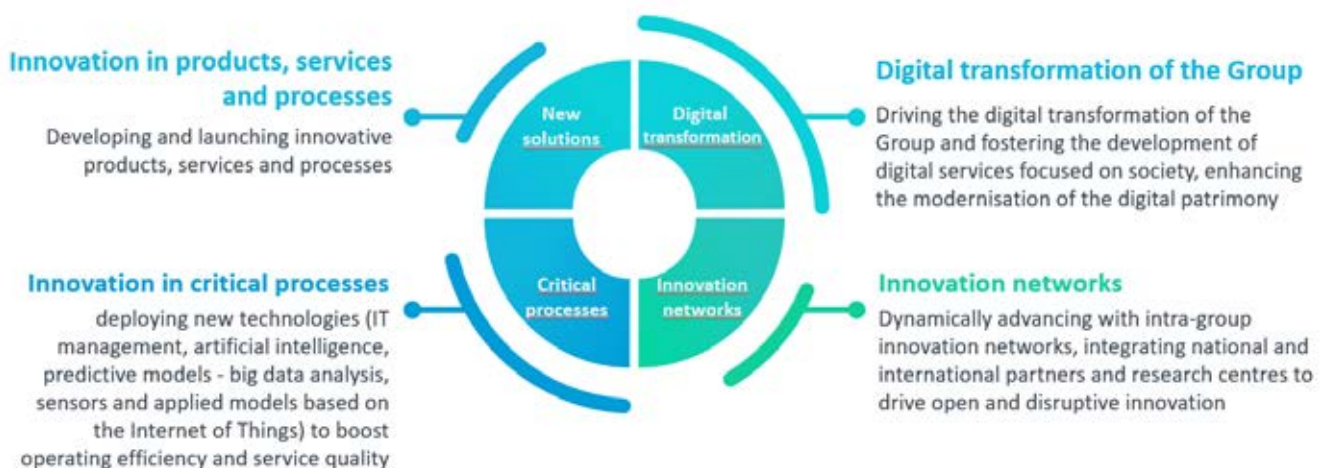 Innovation in products, services
and processes
Developing and launching innovative
products, services and processes
New
solutions
Digital
transformation
Digital transformation of the Group
Driving the digital transformation of the
Group and fostering the development of
digital services focused on society, enhancing
the modernisation of the digital patrimony
Innovation in critical processes
deploying new technologies (IT
management, artificial intelligence,
predictive models - big data analysis,
sensors and applied models based on
the Internet of Things) to boost
operating efficiency and service quality
Critical
processes
Innovation
networks
Innovation networks
Dynamically advancing with intra-group
innovation networks, integrating national and
international partners and research centres to
drive open and disruptive innovation